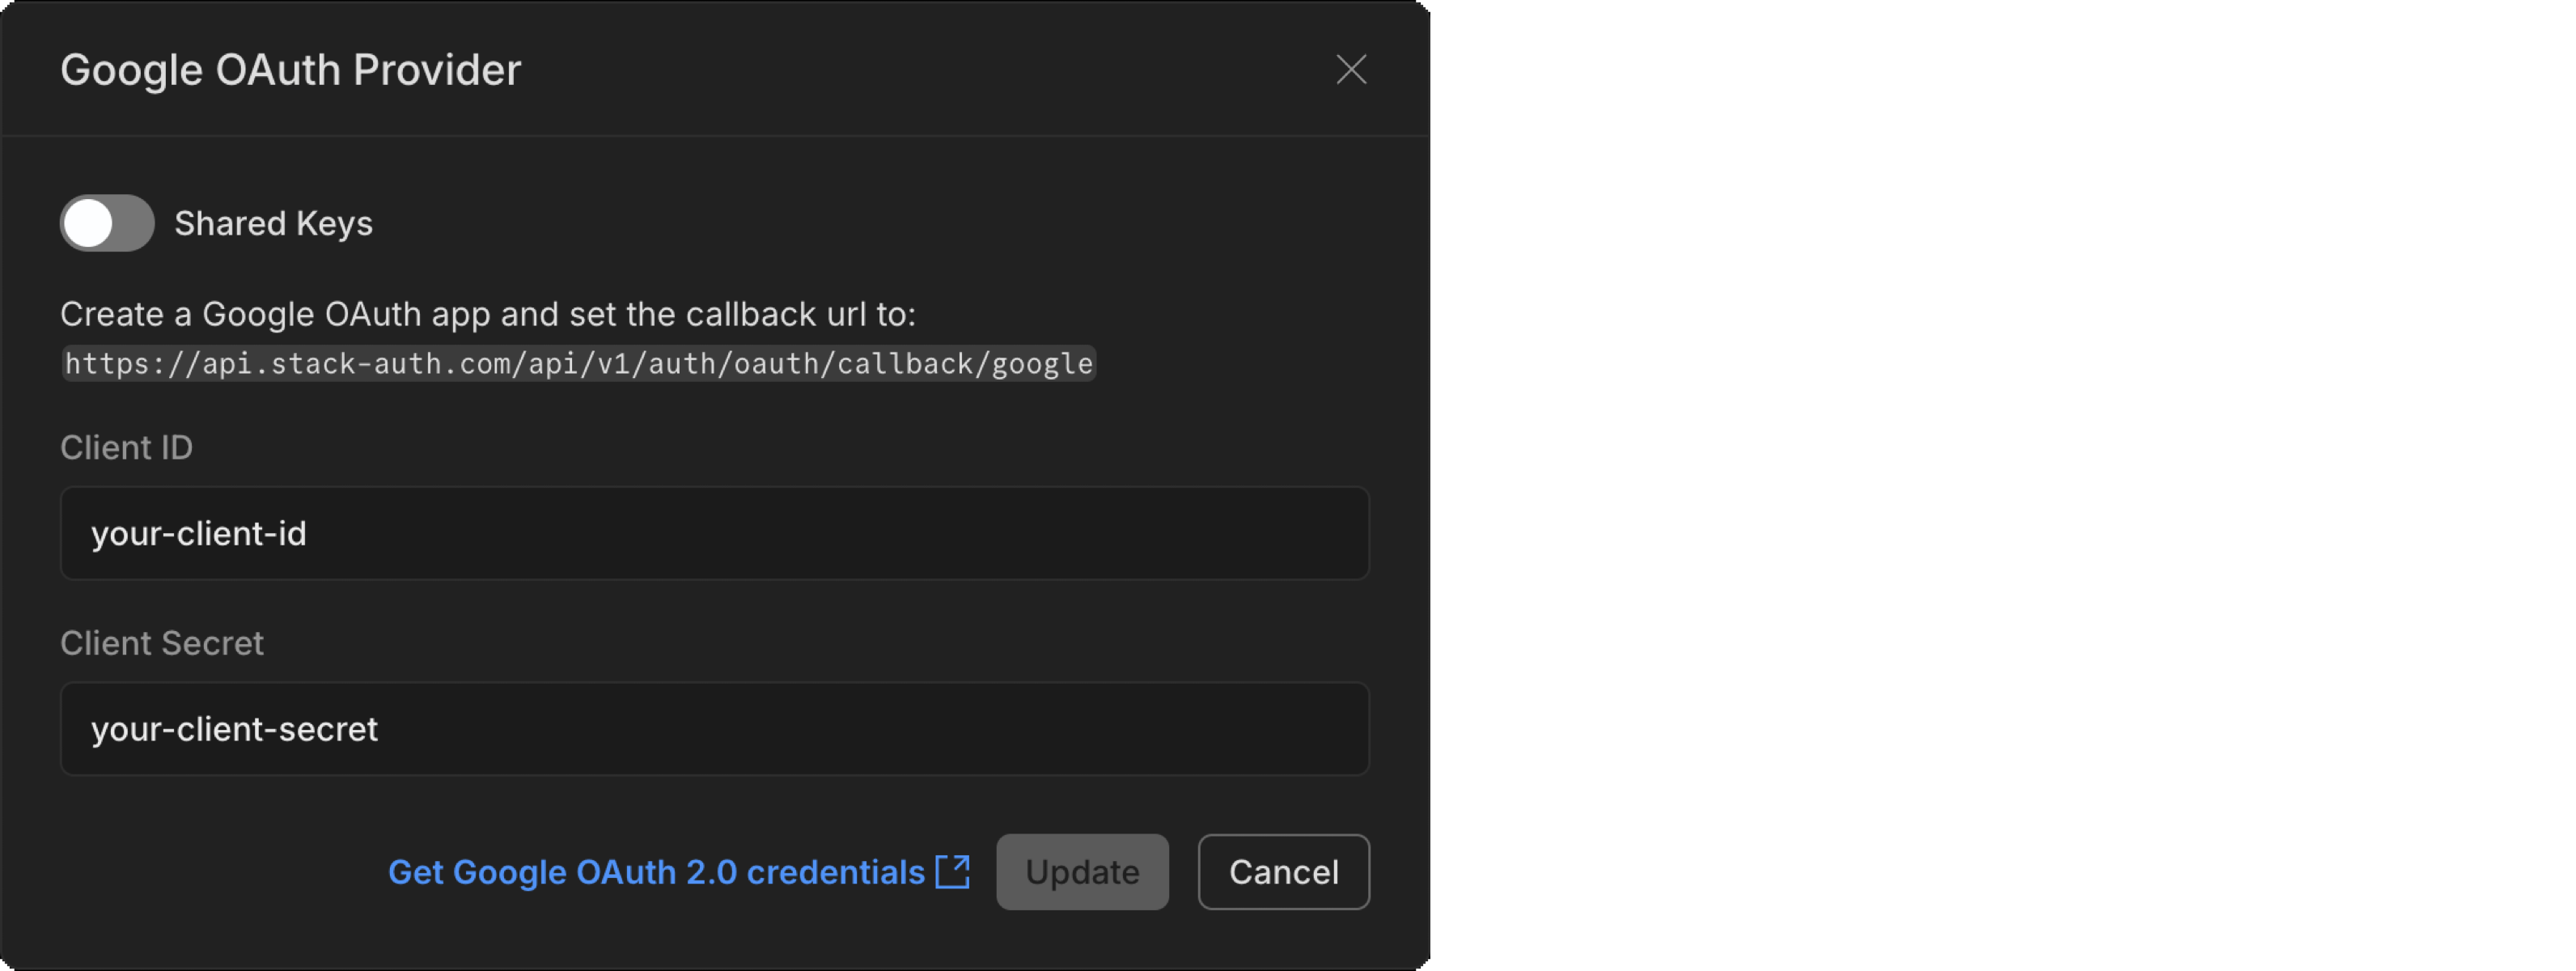 Google OAuth Provider
Shared Keys
Create a Google OAuth app and set the callback url to:
https://api.stack-auth.com/api/v1/auth/oauth/callback/google
Client ID
your-client-id
Client Secret
your-client-secret
Get Google OAuth 2.0 credentials
Update
Cancel